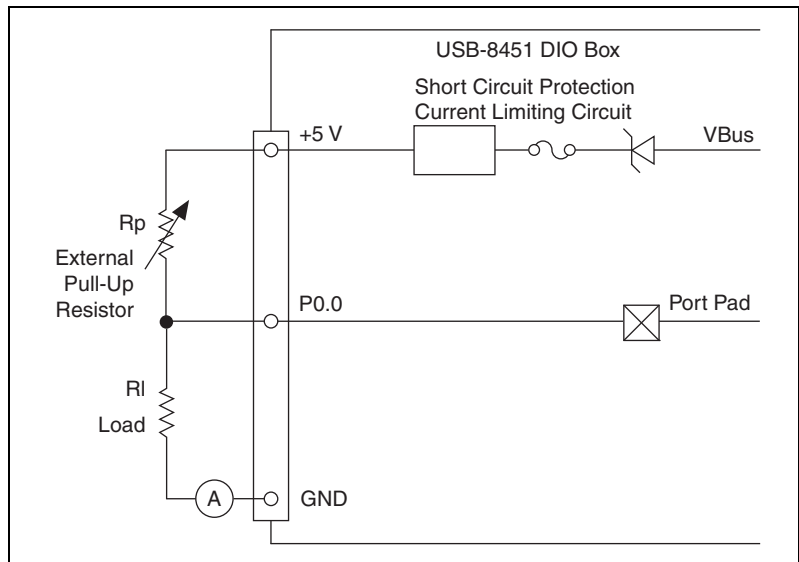 USB-8451 DIO Box
Short Circuit Protection
Current Limiting Circuit
+5 V
VBus
Rp
External
Pull-Up
Resistor
P0.0
Port Pad
Rl
Load
A
GND